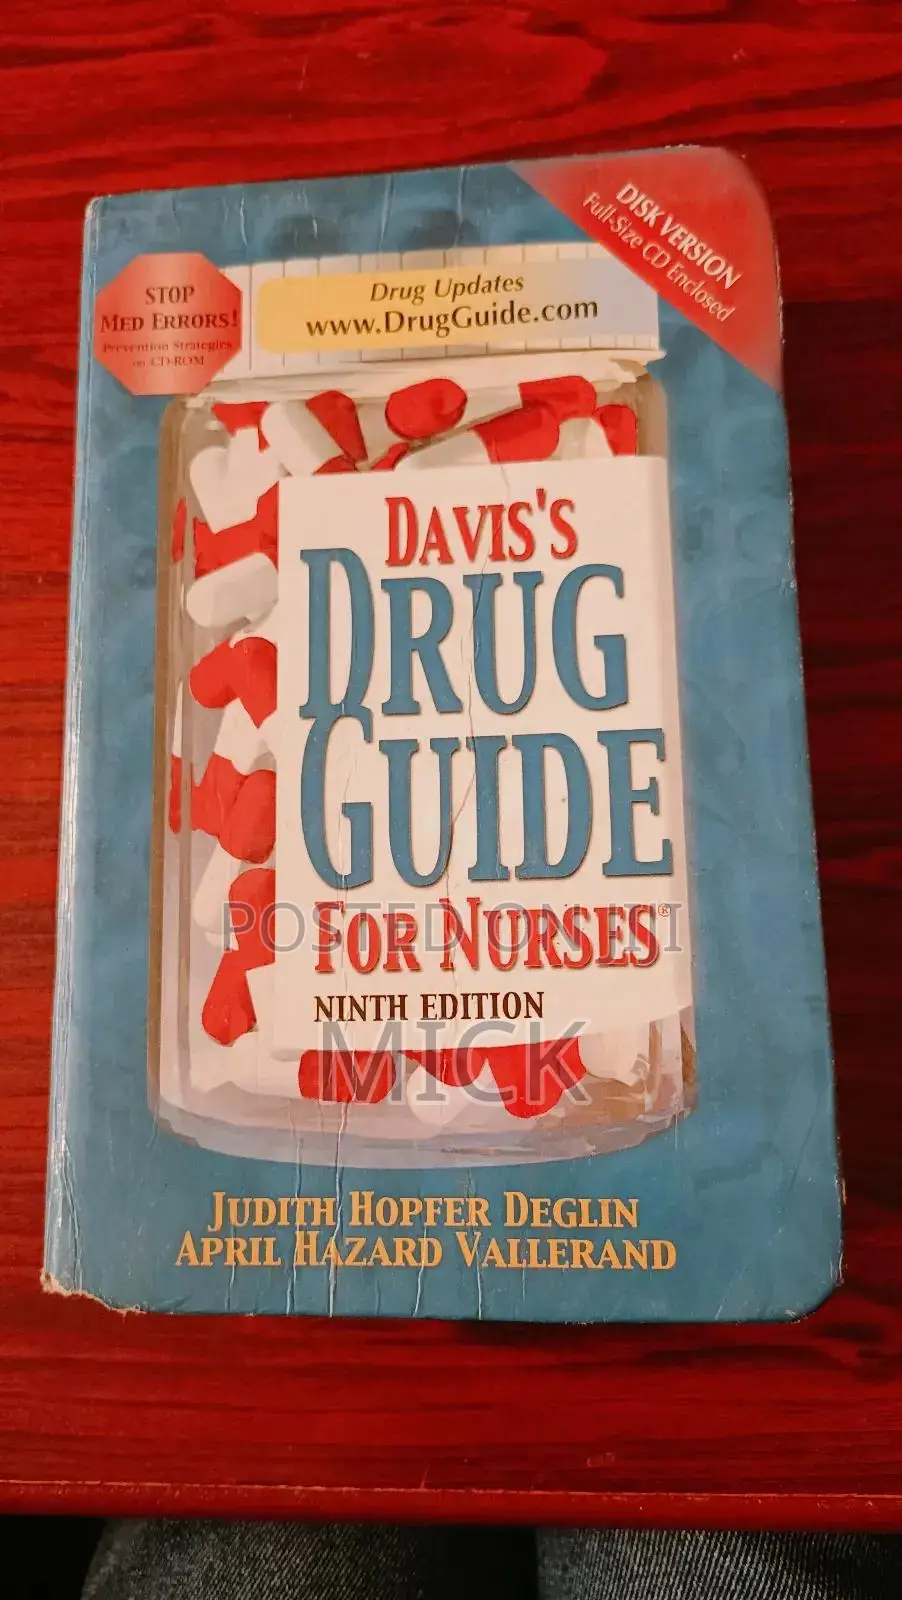 DISK VERSION
Full-Size CD Enclosed
STOP
MED ERRORS!
Prevention Strategies
on CD-ROM
Drug Updates
www.DrugGuide.com
DAVIS'S
DRUG
GUIDE
FOR NURSES®
POSTED ON JIJI
NINTH EDITION
MICK
JUDITH HOPFER DEGLIN
APRIL HAZARD VALLERAND